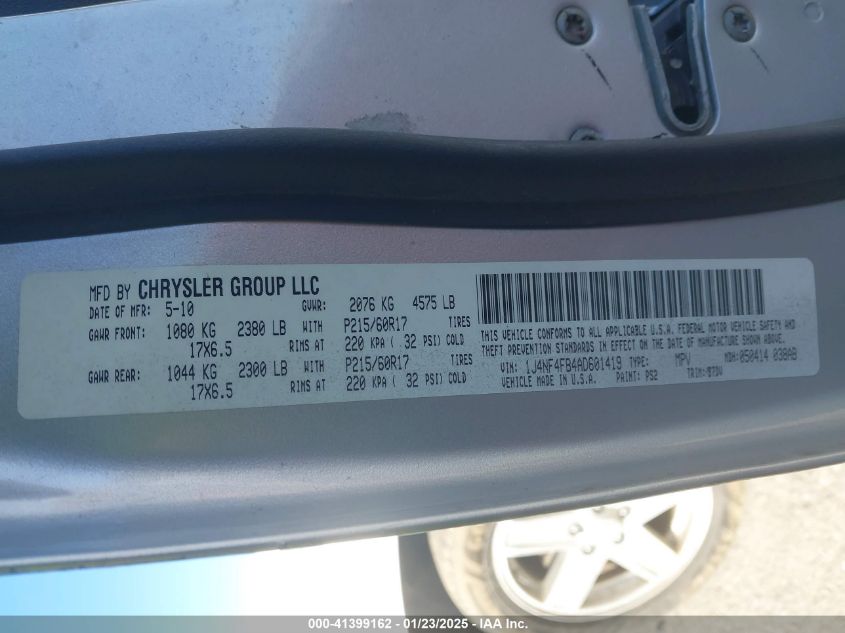 MFD BY CHRYSLER GROUP LLC
DATE OF MFR: 5-10 GVWR: 2076 KG 4575 LB
GAWR FRONT: 1080 KG 2380 LB WITH P215/60R17 TIRES
17X6.5 RIMS AT 220 KPA ( 32 PSI) COLD
GAWR REAR: 1044 KG 2300 LB WITH P215/60R17 TIRES
17X6.5 RIMS AT 220 KPA ( 32 PSI) COLD
THIS VEHICLE CONFORMS TO ALL APPLICABLE U.S.A. FEDERAL MOTOR VEHICLE SAFETY AND
THEFT PREVENTION STANDARDS IN EFFECT ON THE DATE OF MANUFACTURE SHOWN ABOVE.
VIN: 1J4NF4FB4AD601419 TYPE: MPV MDH: 050414 038AB
VEHICLE MADE IN U.S.A. PAINT: PS2 TRIM:
000-41399162 - 01/23/2025 - IAA Inc.